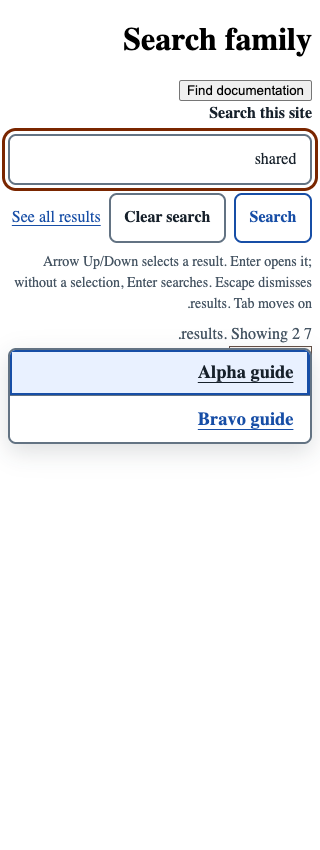 Search family
Find documentation
Search this site
shared
See all results Clear search Search
Arrow Up/Down selects a result. Enter opens it;
without a selection, Enter searches. Escape dismisses
.results. Tab moves on
.results. Showing 2 7
Alpha guide
Bravo guide